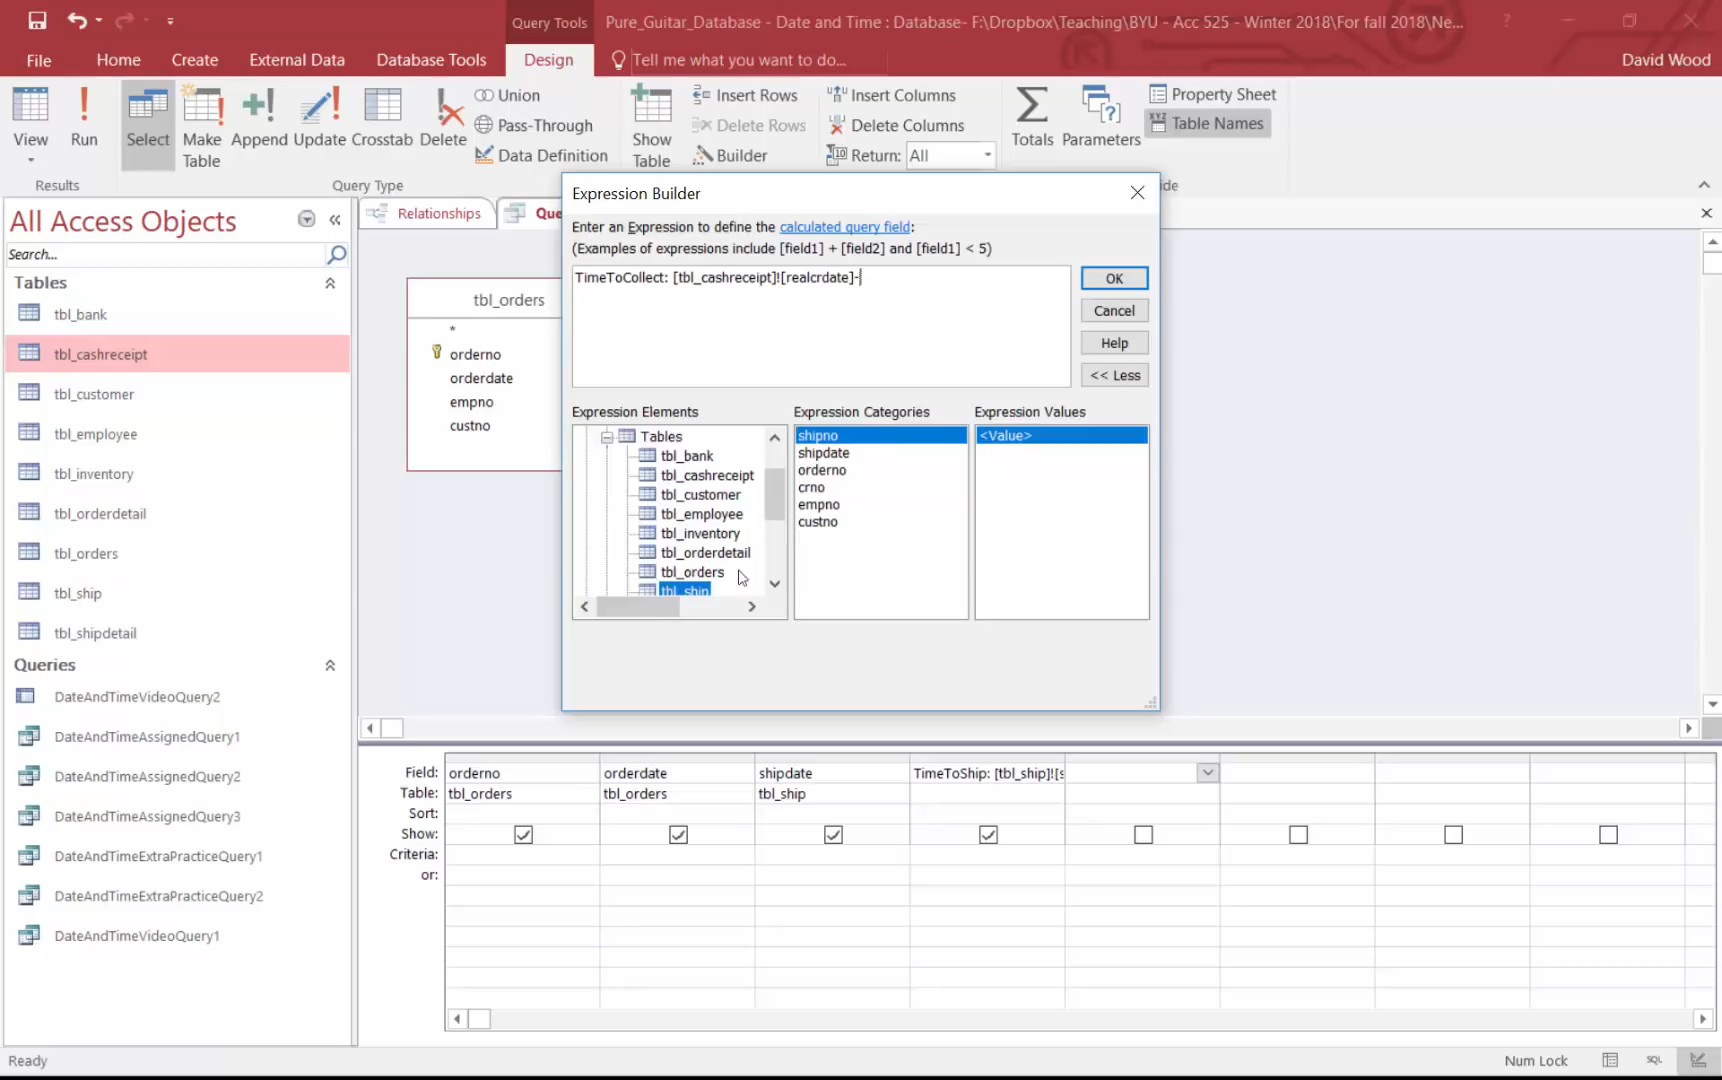 Query Tools
Pure_Guitar_Database - Date and Time : Database- F:\Dropbox\Teaching\BYU - Acc 525 - Winter 2018\For fall 2018\Ne...
File
Home
Create
External Data
Database Tools
Design
Tell me what you want to do...
David Wood
View
Run
Select
Make Table
Append
Update
Crosstab
Delete
Union
Pass-Through
Data Definition
Show Table
Insert Rows
Delete Rows
Builder
Insert Columns
Delete Columns
Return: All
Totals
Parameters
Property Sheet
Table Names
Results
Query Type
de
All Access Objects
Search...
Tables
tbl_bank
tbl_cashreceipt
tbl_customer
tbl_employee
tbl_inventory
tbl_orderdetail
tbl_orders
tbl_ship
tbl_shipdetail
Queries
DateAndTimeVideoQuery2
DateAndTimeAssignedQuery1
DateAndTimeAssignedQuery2
DateAndTimeAssignedQuery3
DateAndTimeExtraPracticeQuery1
DateAndTimeExtraPracticeQuery2
DateAndTimeVideoQuery1
Relationships
Que
tbl_orders
*
orderno
orderdate
empno
custno
Expression Builder
Enter an Expression to define the calculated query field:
(Examples of expressions include [field1] + [field2] and [field1] < 5)
TimeToCollect: [tbl_cashreceipt]![realcrdate]-
OK
Cancel
Help
<< Less
Expression Elements
Expression Categories
Expression Values
Tables
tbl_bank
tbl_cashreceipt
tbl_customer
tbl_employee
tbl_inventory
tbl_orderdetail
tbl_orders
tbl_ship
shipno
shipdate
orderno
crno
empno
custno
<Value>
Field: orderno orderdate shipdate TimeToShip: [tbl_ship]![s
Table: tbl_orders tbl_orders tbl_ship
Sort:
Show:
Criteria:
or:
Ready
Num Lock
SQL